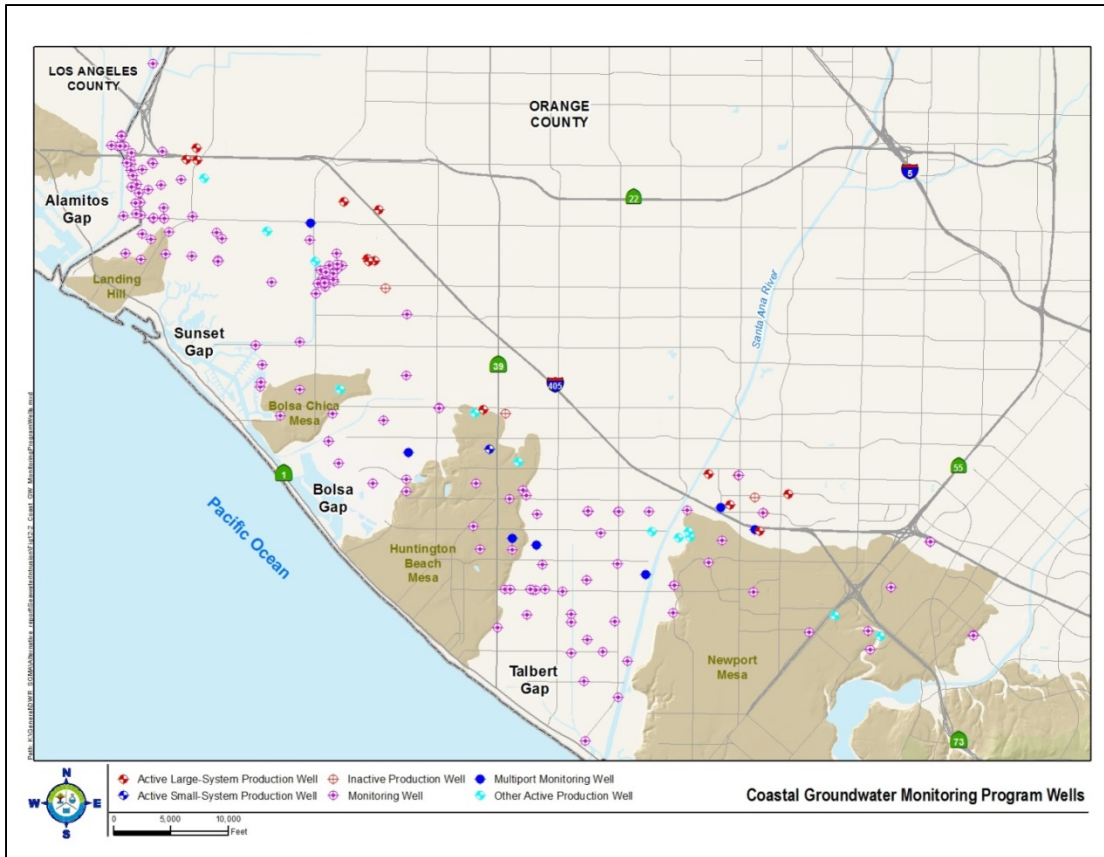 LOS ANGELES
COUNTY
ORANGE
COUNTY
5
22
Alamitos
Gap
Landing
Hill
Santa Ana River
Sunset
Gap
39
405
Bolsa Chica
Mesa
55
1
Bolsa
Gap
Pacific Ocean
Huntington
Beach
Mesa
Newport
Mesa
Talbert
Gap
73
N
W E
S
Active Large-System Production Well
Inactive Production Well
Multiport Monitoring Well
Active Small-System Production Well
Monitoring Well
Other Active Production Well
0 5,000 10,000
Feet
Coastal Groundwater Monitoring Program Wells